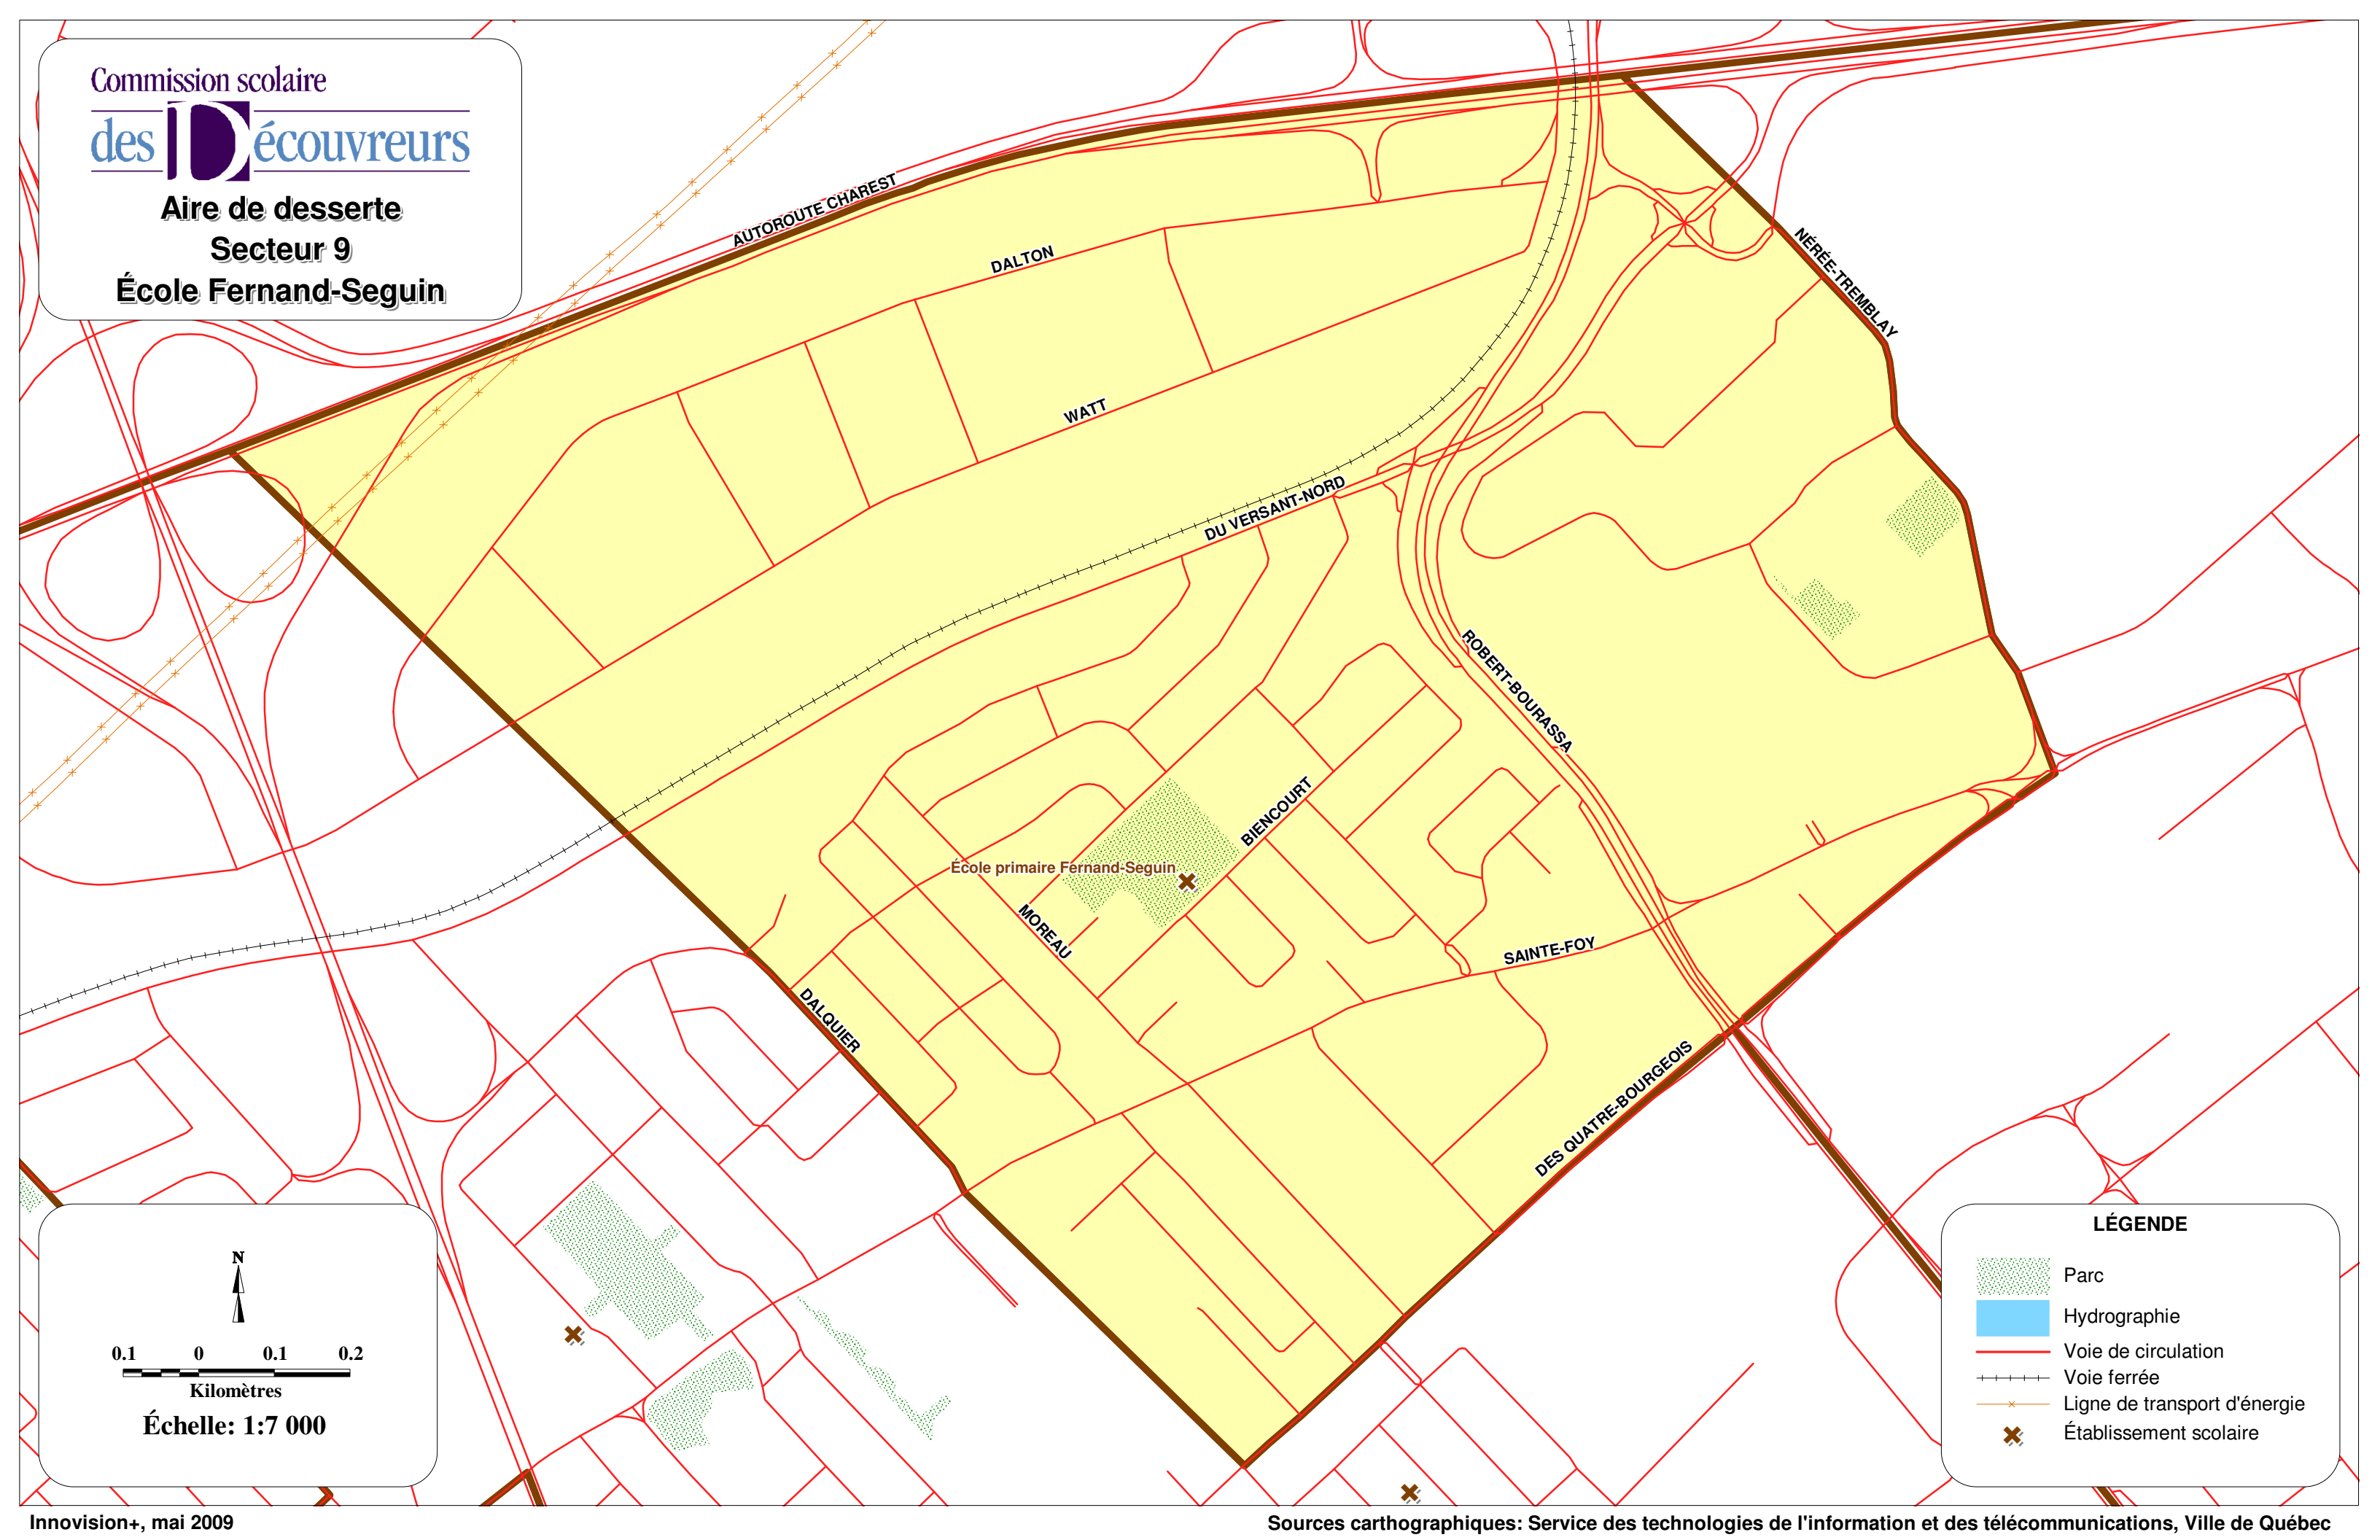 Commission scolaire
des Découvreurs
Aire de desserte
Secteur 9
École Fernand-Seguin
AUTOROUTE CHAREST
DALTON
NÉRÉE-TREMBLAY
WATT
DU VERSANT-NORD
ROBERT-BOURASSA
BIENCOURT
École primaire Fernand-Seguin
MOREAU
SAINTE-FOY
DALQUIER
DES QUATRE-BOURGEOIS
N
0.1 0 0.1 0.2
Kilomètres
Échelle: 1:7 000
LÉGENDE
Parc
Hydrographie
Voie de circulation
Voie ferrée
Ligne de transport d'énergie
Établissement scolaire
Innovision+, mai 2009
Sources carthographiques: Service des technologies de l'information et des télécommunications, Ville de Québec